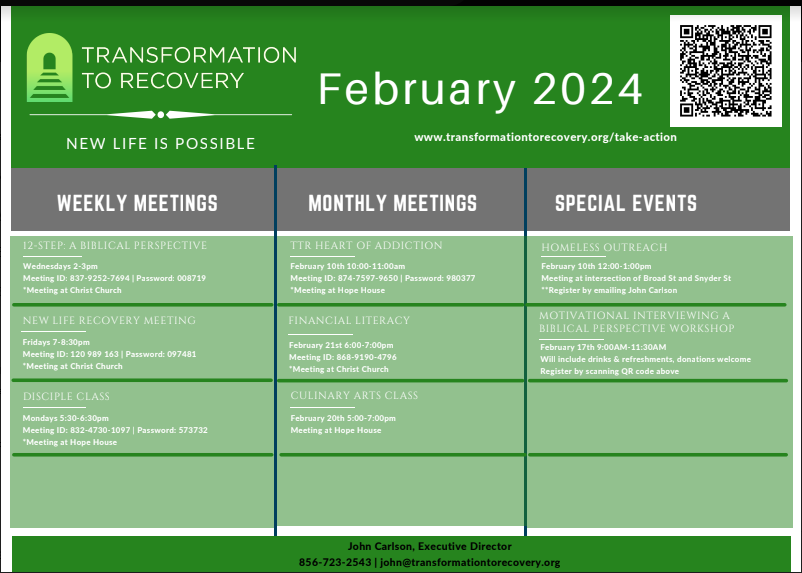 TRANSFORMATION
TO RECOVERY
NEW LIFE IS POSSIBLE
February 2024
www.transformationtorecovery.org/take-action
WEEKLY MEETINGS
12-STEP: A BIBLICAL PERSPECTIVE
Wednesdays 2-3pm
Meeting ID: 837-9252-7694 | Password: 008719
*Meeting at Christ Church
NEW LIFE RECOVERY MEETING
Fridays 7-8:30pm
Meeting ID: 120 989 163 | Password: 097481
*Meeting at Christ Church
DISCIPLE CLASS
Mondays 5:30-6:30pm
Meeting ID: 832-4730-1097 | Password: 573732
*Meeting at Hope House
MONTHLY MEETINGS
TTR HEART OF ADDICTION
February 10th 10:00-11:00am
Meeting ID: 874-7597-9650 | Password: 980377
*Meeting at Hope House
FINANCIAL LITERACY
February 21st 6:00-7:00pm
Meeting ID: 868-9190-4796
*Meeting at Christ Church
CULINARY ARTS CLASS
February 20th 5:00-7:00pm
Meeting at Hope House
SPECIAL EVENTS
HOMELESS OUTREACH
February 10th 12:00-1:00pm
Meeting at intersection of Broad St and Snyder St
**Register by emailing John Carlson
MOTIVATIONAL INTERVIEWING A
BIBLICAL PERSPECTIVE WORKSHOP
February 17th 9:00AM-11:30AM
Will include drinks & refreshments, donations welcome
Register by scanning QR code above
John Carlson, Executive Director
856-723-2543 | john@transformationtorecovery.org